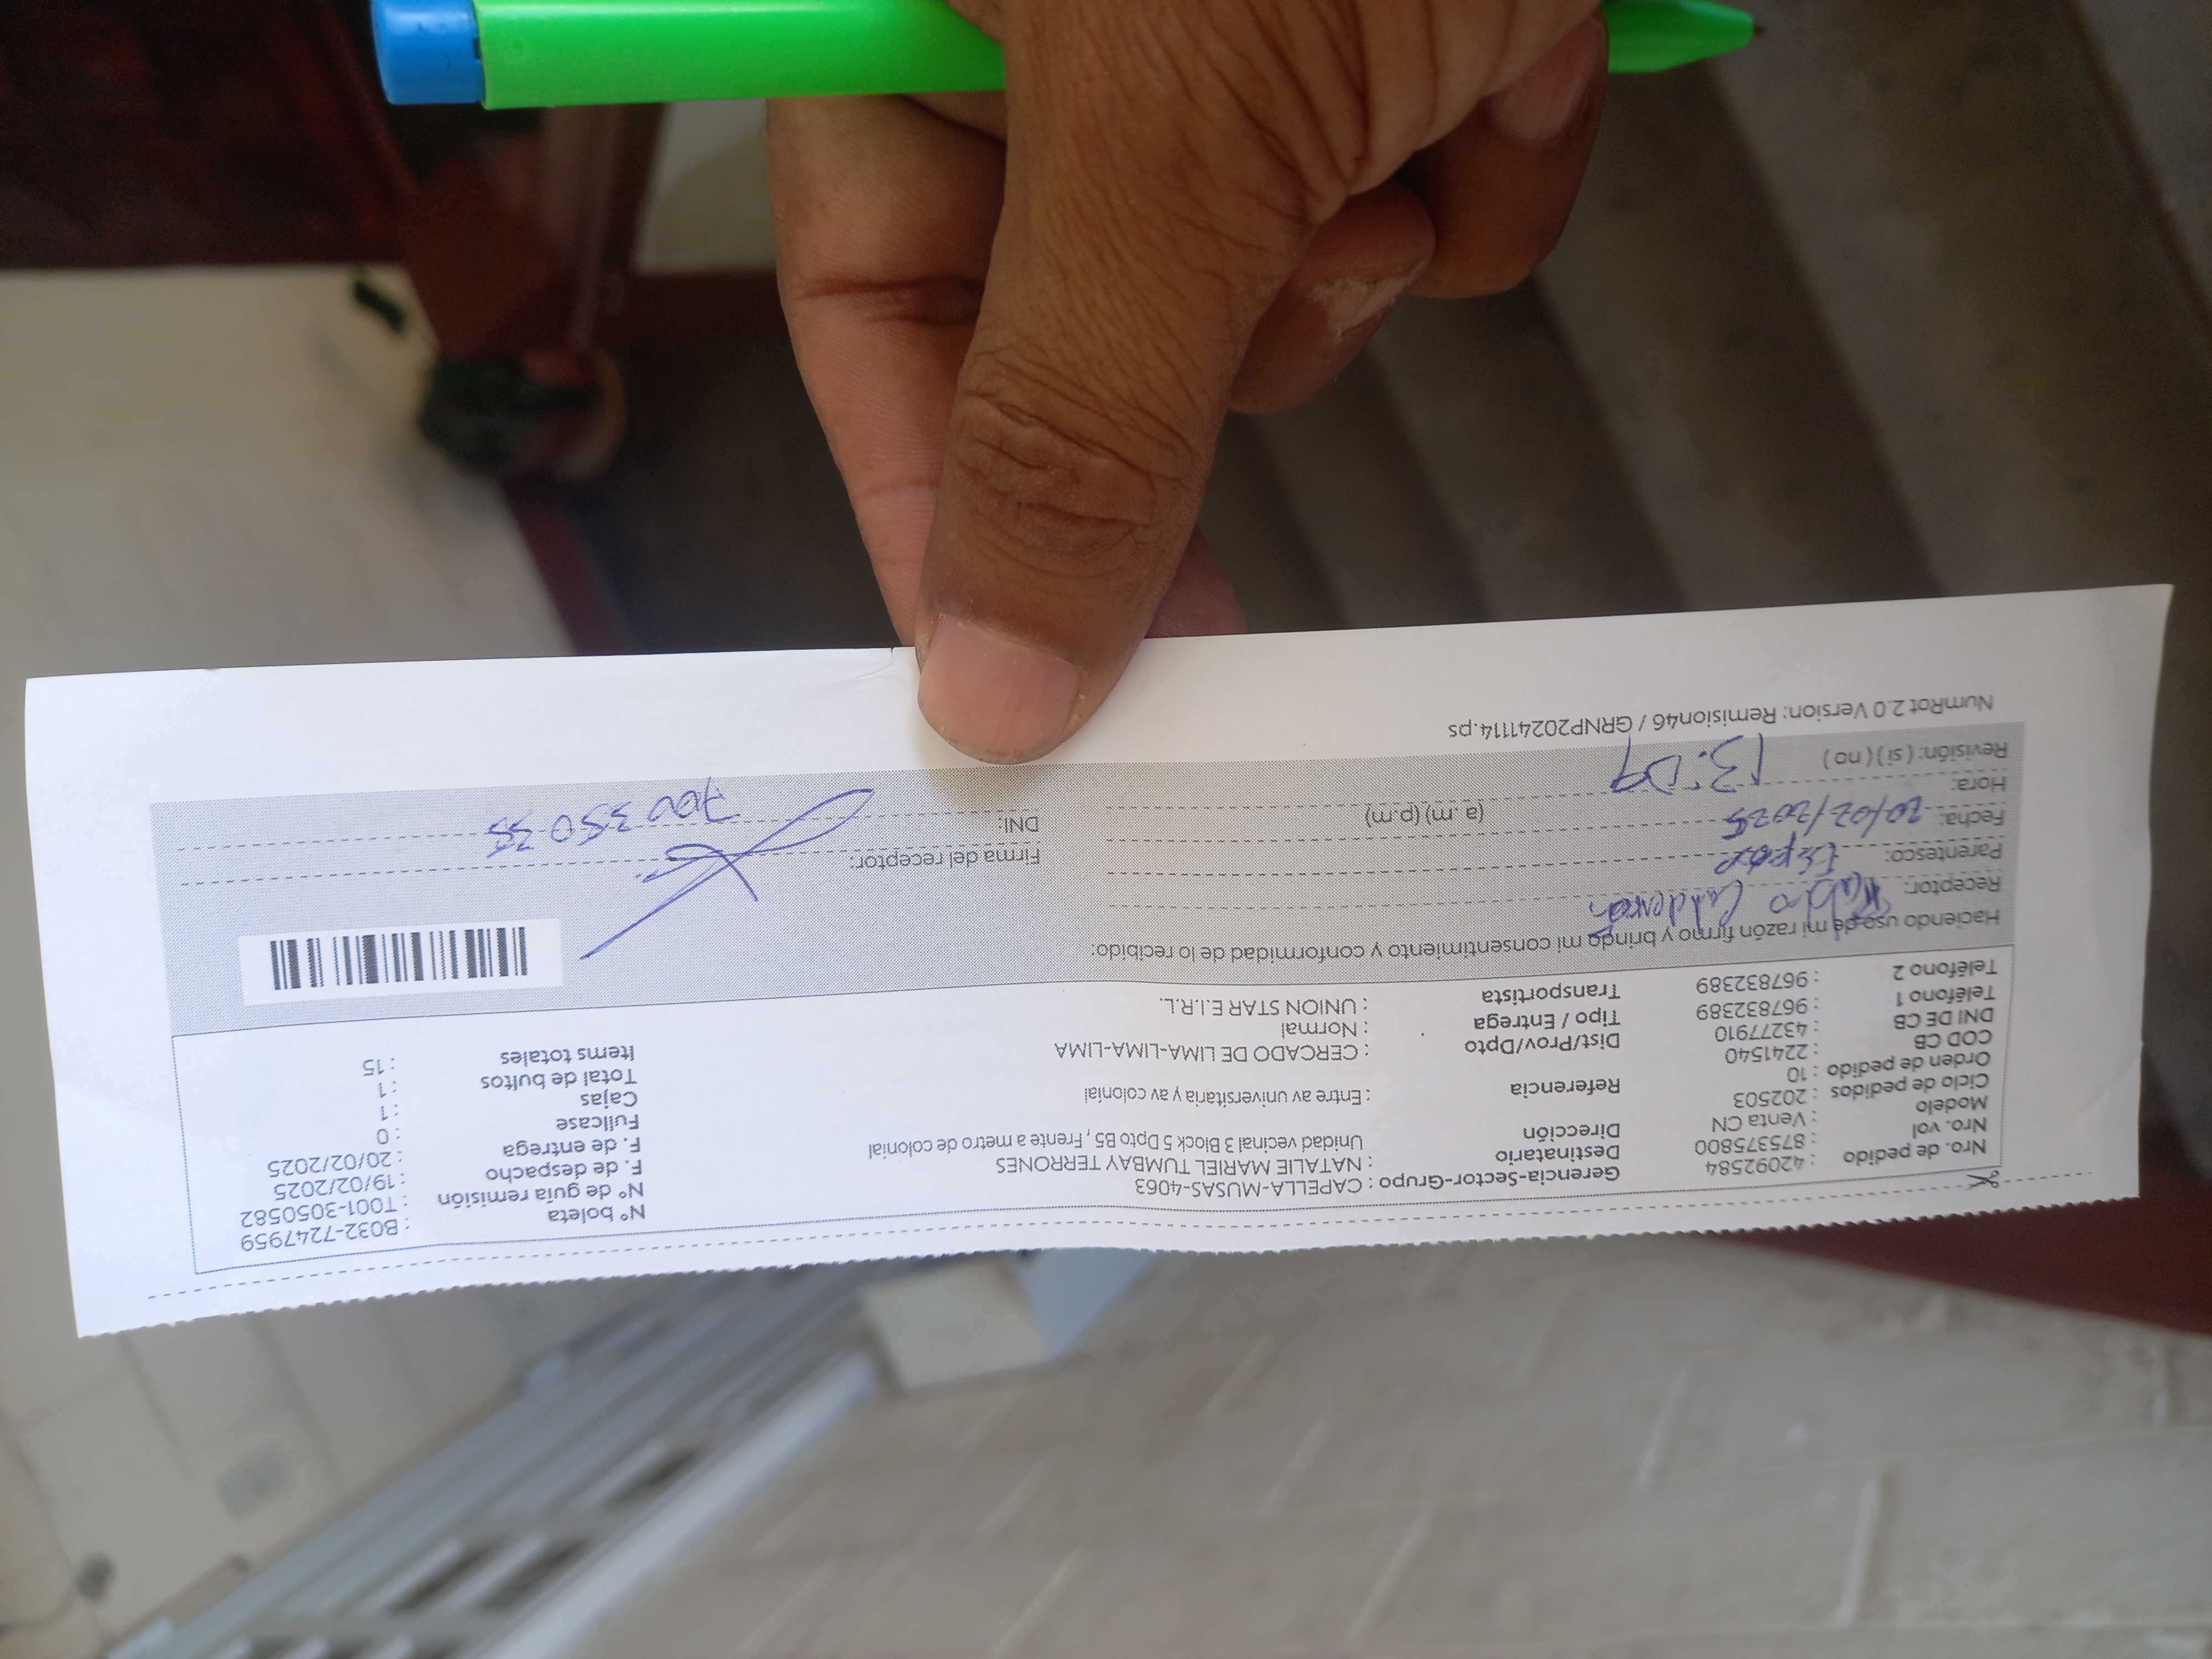 Nro. de pedido : 42092584
Nro. vol : 875375800
Modelo : Venta CN
Ciclo de pedidos : 202503
Orden de pedido : 10
COD CB : 2241540
DNI DE CB : 43277910
Teléfono 1 : 967832389
Teléfono 2 : 967832389
Gerencia-Sector-Grupo : CAPELLA-MUSAS-4063
Destinatario : NATALIE MARIEL TUMBAY TERRONES
Dirección Unidad vecinal 3 Block 5 Dpto B5 , Frente a metro de colonial
Referencia : Entre av universitaria y av colonial
Dist/Prov/Dpto : CERCADO DE LIMA-LIMA-LIMA
Tipo / Entrega : Normal
Transportista : UNION STAR E.I.R.L.
N° boleta : B032-7247959
N° de guía remisión : T001-3050582
F. de despacho : 19/02/2025
F. de entrega : 20/02/2025
Fullcase : 0
Cajas : 1
Total de bultos : 1
Items totales : 15
Haciendo uso de mi razón firmo y brindo mi consentimiento y conformidad de lo recibido:
Receptor:
Parentesco:
Fecha: 20/02/2025
Hora: 13:09 (a.m) (p.m)
Revisión: ( si ) ( no )
Firma del receptor:
DNI:
NumRot 2.0 Version: Remision46 / GRNP20241114.ps